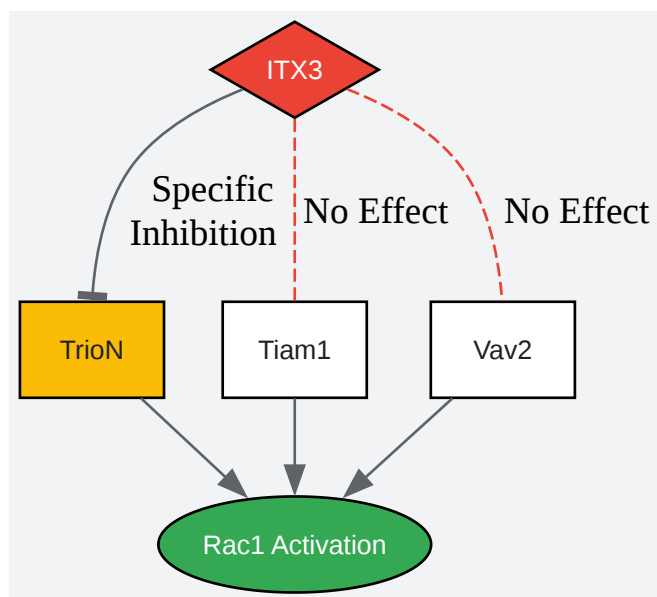 ITX3
Specific
Inhibition
No Effect
No Effect
TrioN
Tiam1
Vav2
Rac1 Activation